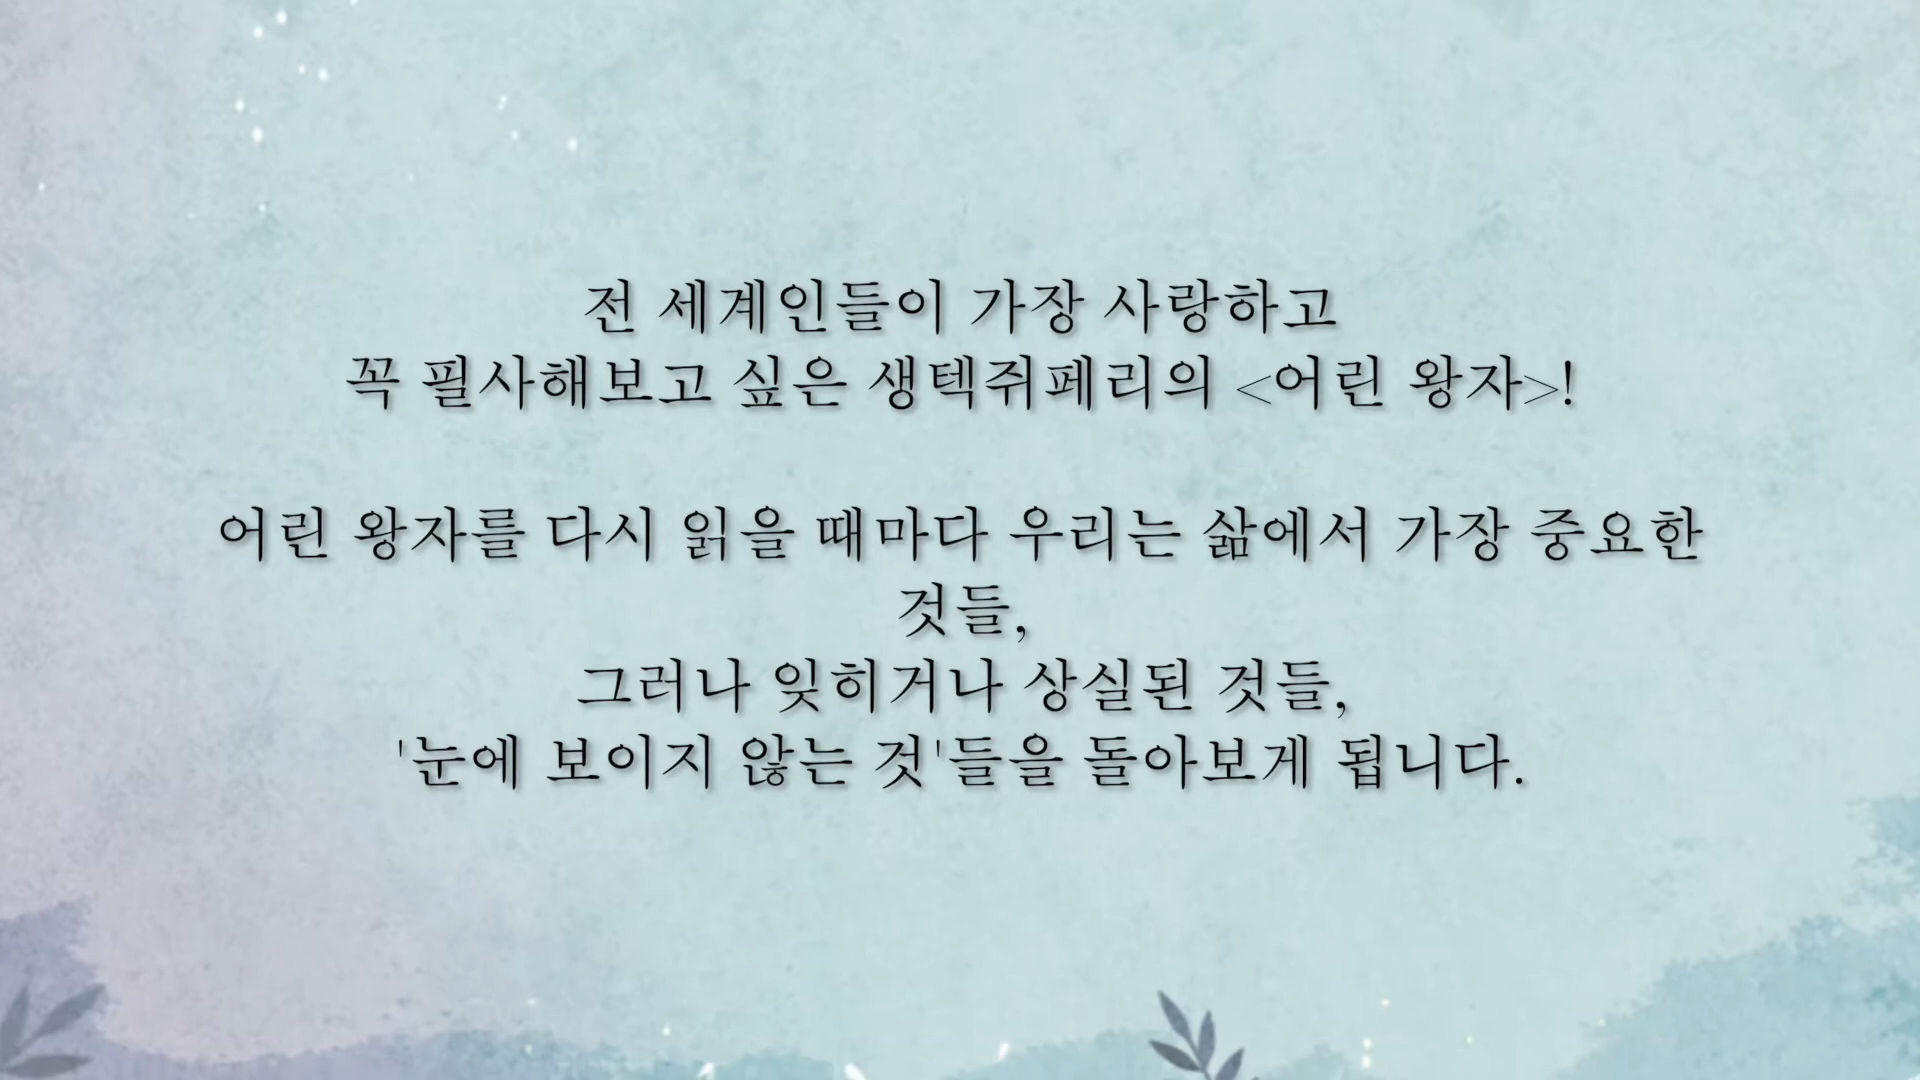 전 세계인들이 가장 사랑하고
꼭 필사해보고 싶은 생텍쥐페리의 <어린 왕자>!
어린 왕자를 다시 읽을 때마다 우리는 삶에서 가장 중요한
것들,
그러나 잊히거나 상실된 것들,
'눈에 보이지 않는 것'들을 돌아보게 됩니다.